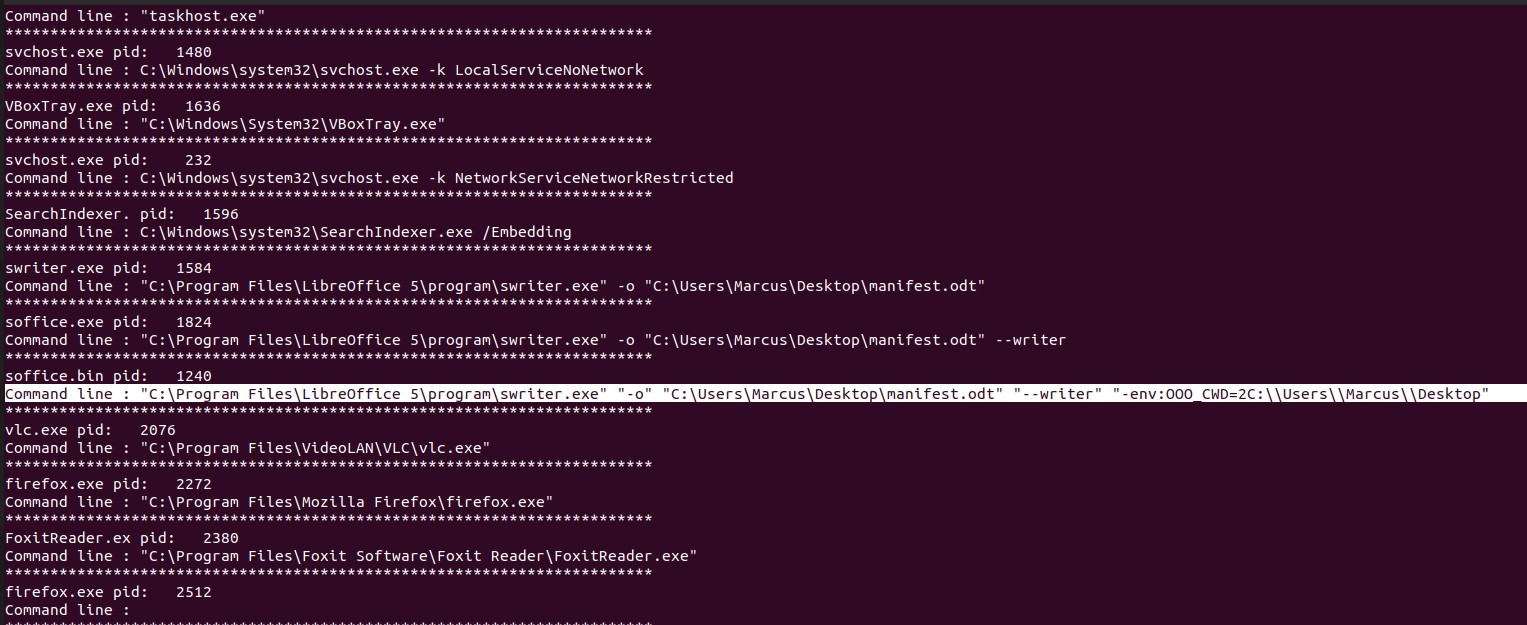 Command line : "taskhost.exe"
************************************************************************
svchost.exe pid:   1480
Command line : C:\Windows\system32\svchost.exe -k LocalServiceNoNetwork
************************************************************************
VBoxTray.exe pid:   1636
Command line : "C:\Windows\System32\VBoxTray.exe"
************************************************************************
svchost.exe pid:    232
Command line : C:\Windows\system32\svchost.exe -k NetworkServiceNetworkRestricted
************************************************************************
SearchIndexer. pid:   1596
Command line : C:\Windows\system32\SearchIndexer.exe /Embedding
************************************************************************
swriter.exe pid:   1584
Command line : "C:\Program Files\LibreOffice 5\program\swriter.exe" -o "C:\Users\Marcus\Desktop\manifest.odt"
************************************************************************
soffice.exe pid:   1824
Command line : "C:\Program Files\LibreOffice 5\program\swriter.exe" -o "C:\Users\Marcus\Desktop\manifest.odt" --writer
************************************************************************
soffice.bin pid:   1240
Command line : "C:\Program Files\LibreOffice 5\program\swriter.exe" "-o" "C:\Users\Marcus\Desktop\manifest.odt" "--writer" "-env:OOO_CWD=2C:\\Users\\Marcus\\Desktop"
************************************************************************
vlc.exe pid:   2076
Command line : "C:\Program Files\VideoLAN\VLC\vlc.exe"
************************************************************************
firefox.exe pid:   2272
Command line : "C:\Program Files\Mozilla Firefox\firefox.exe"
************************************************************************
FoxitReader.ex pid:   2380
Command line : "C:\Program Files\Foxit Software\Foxit Reader\FoxitReader.exe"
************************************************************************
firefox.exe pid:   2512
Command line :
************************************************************************